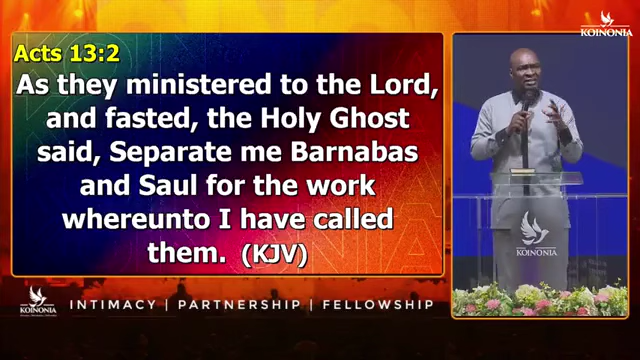 KOINONIA
Acts 13:2
As they ministered to the Lord,
and fasted, the Holy Ghost
said, Separate me Barnabas
and Saul for the work
whereunto I have called
them. (KJV)
KOINONIA
KOINONIA
INTIMACY | PARTNERSHIP | FELLOWSHIP